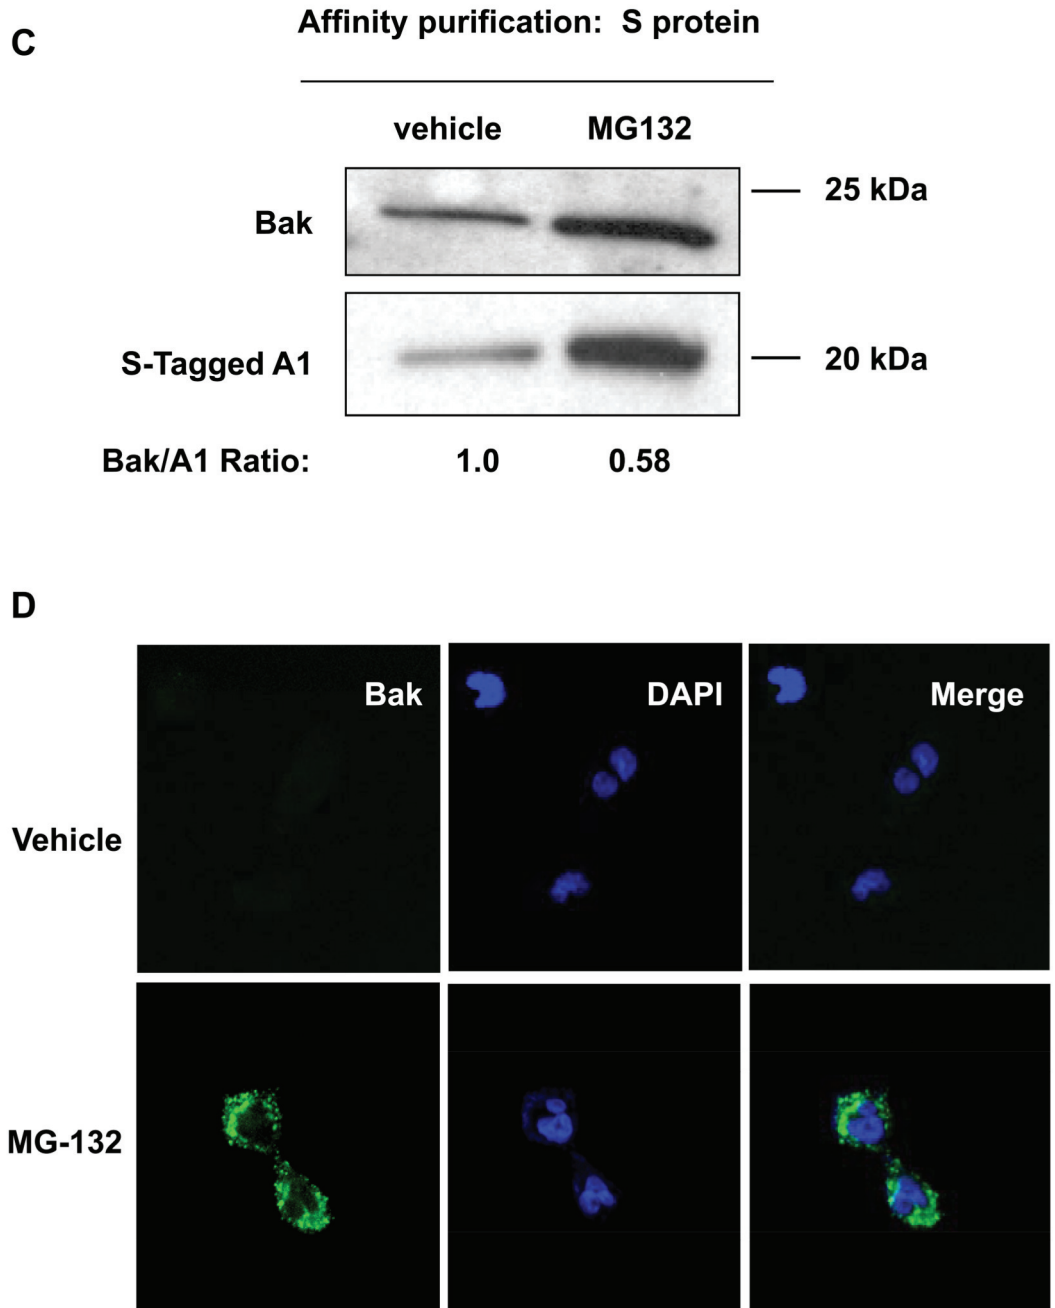 C
Affinity purification: S protein
vehicle MG132
25 kDa
Bak
S-Tagged A1
20 kDa
Bak/A1 Ratio: 1.0 0.58
D
Bak DAPI Merge
Vehicle
MG-132